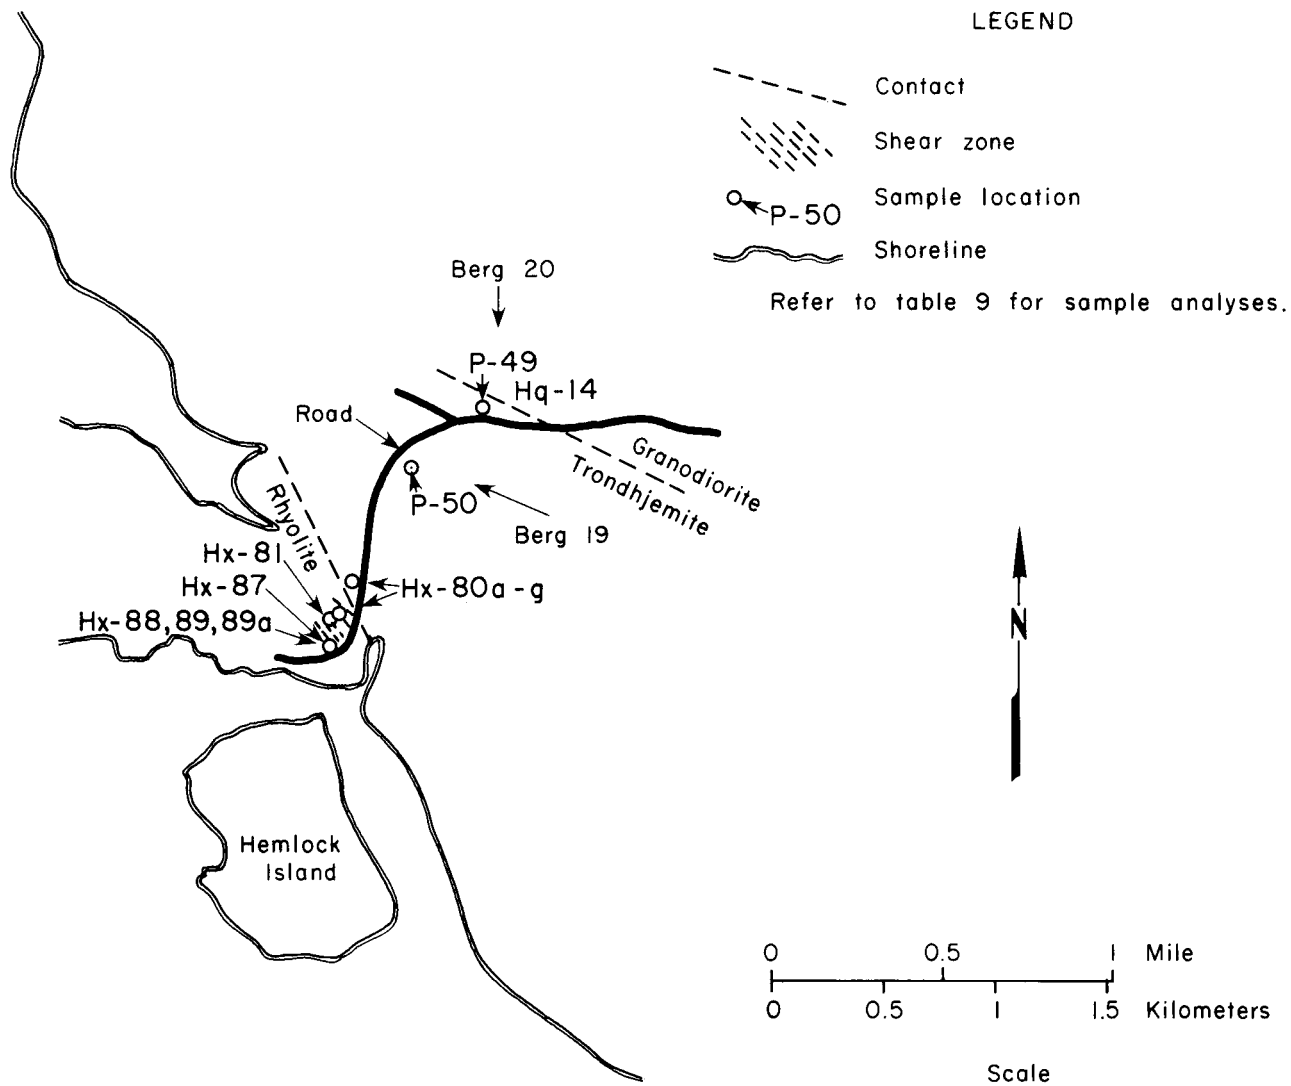 LEGEND
Contact
Shear zone
P-50
Sample location
Shoreline
Refer to table 9 for sample analyses.
Berg 20
P-49
Hq-14
Road
Granodiorite
Trondhjemite
P-50
Berg 19
Rhyolite
Hx-81
Hx-87
Hx-80a-g
Hx-88, 89, 89a
N
Hemlock
Island
0 0.5 1 Mile
0 0.5 1 1.5 Kilometers
Scale